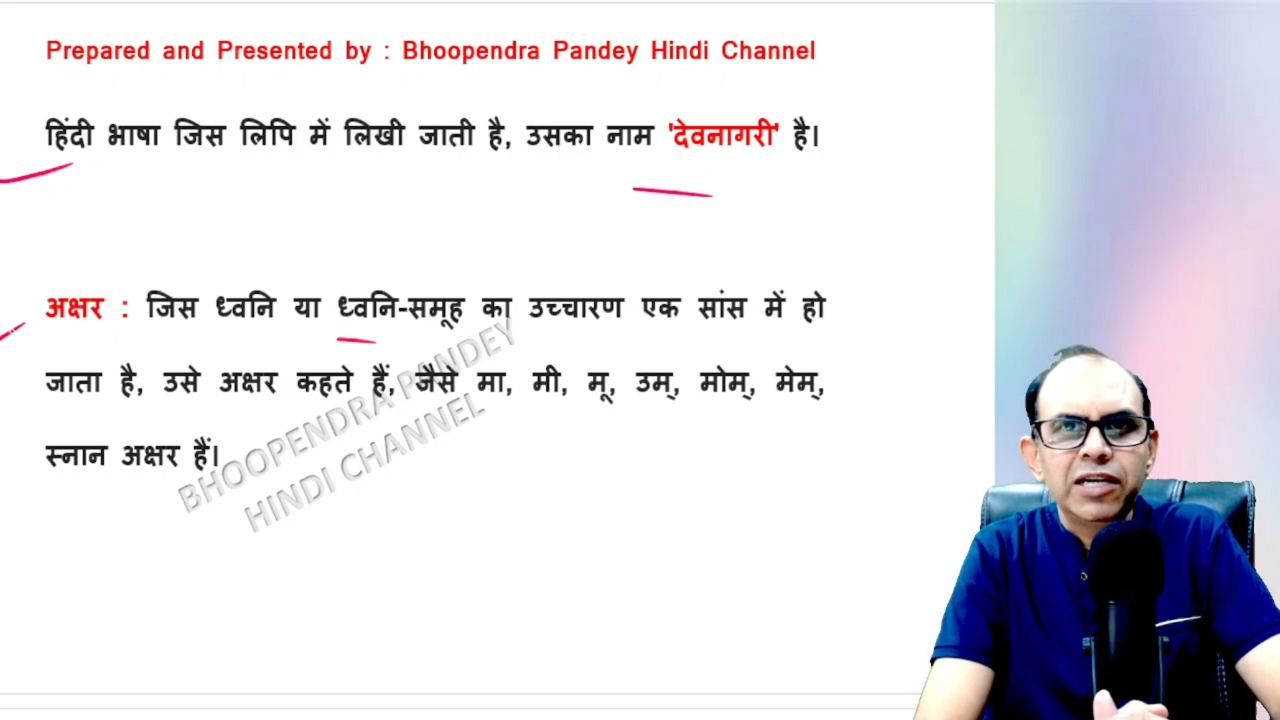 Prepared and Presented by : Bhoopendra Pandey Hindi Channel
हिंदी भाषा जिस लिपि में लिखी जाती है, उसका नाम 'देवनागरी' है।
अक्षर : जिस ध्वनि या ध्वनि-समूह का उच्चारण एक सांस में हो
जाता है, उसे अक्षर कहते हैं, जैसे मा, मी, मू, उम्, मोम्, मेम्,
स्नान अक्षर हैं।
BHOOPENDRA PANDEY
HINDI CHANNEL